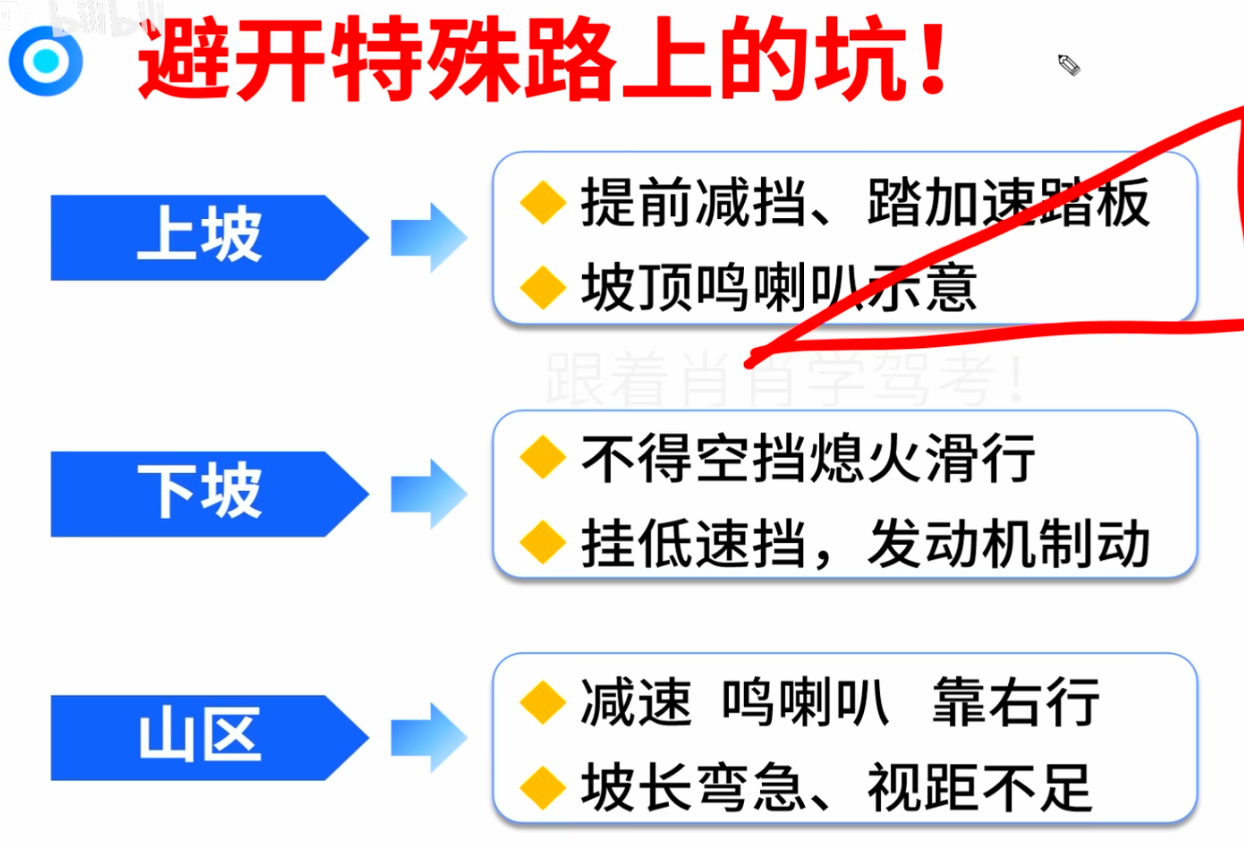 bilibili
避开特殊路上的坑！
上坡
提前减挡、踏加速踏板
坡顶鸣喇叭示意
跟着肖肖学驾考！
下坡
不得空挡熄火滑行
挂低速挡，发动机制动
山区
减速 鸣喇叭 靠右行
坡长弯急、视距不足